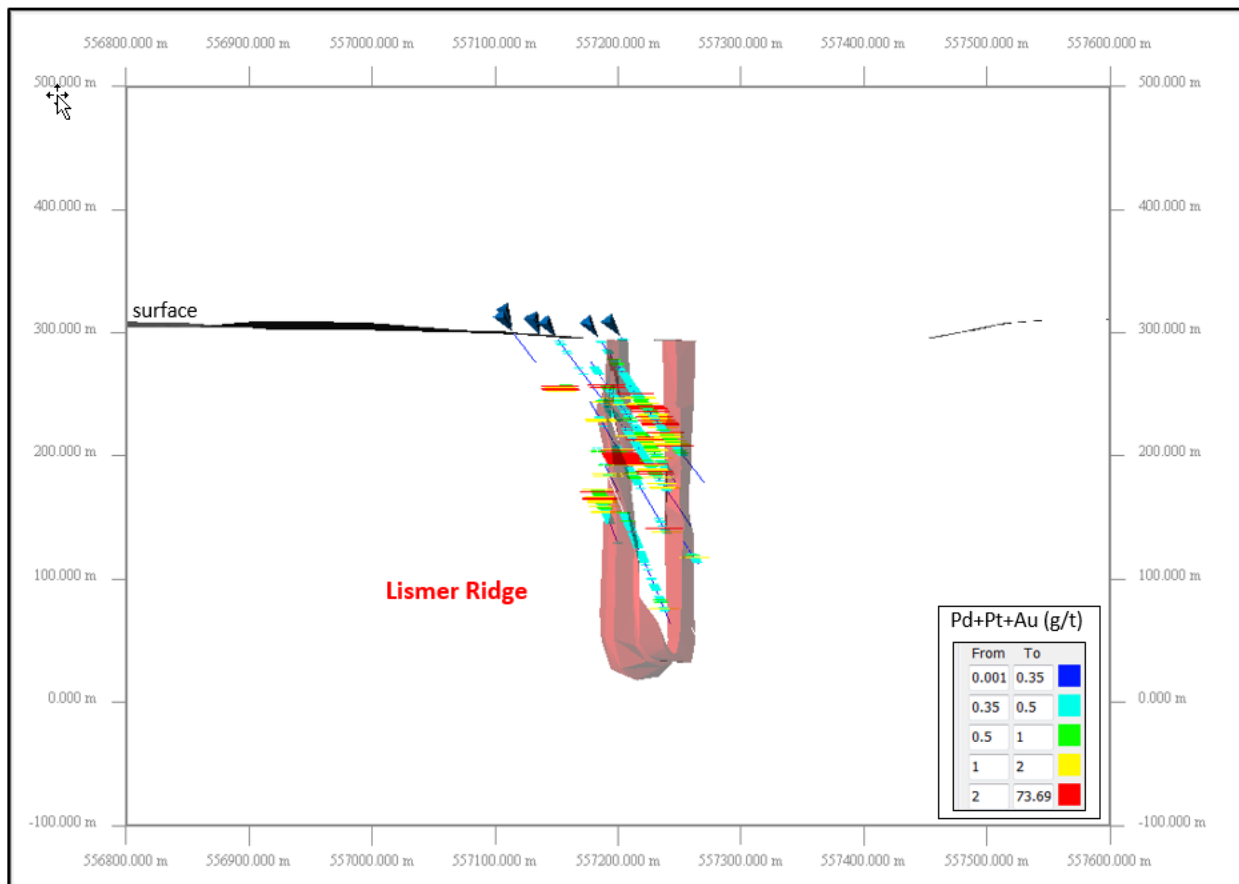 556800.000 m 556900.000 m 557000.000 m 557100.000 m 557200.000 m 557300.000 m 557400.000 m 557500.000 m 557600.000 m
500.000 m 500.000 m
400.000 m 400.000 m
surface
300.000 m 300.000 m
200.000 m 200.000 m
100.000 m 100.000 m
Lismer Ridge
Pd+Pt+Au (g/t)
From To
0.001 0.35
0.35 0.5
0.5 1
1 2
2 73.69
0.000 m 0.000 m
-100.000 m -100.000 m
556800.000 m 556900.000 m 557000.000 m 557100.000 m 557200.000 m 557300.000 m 557400.000 m 557500.000 m 557600.000 m